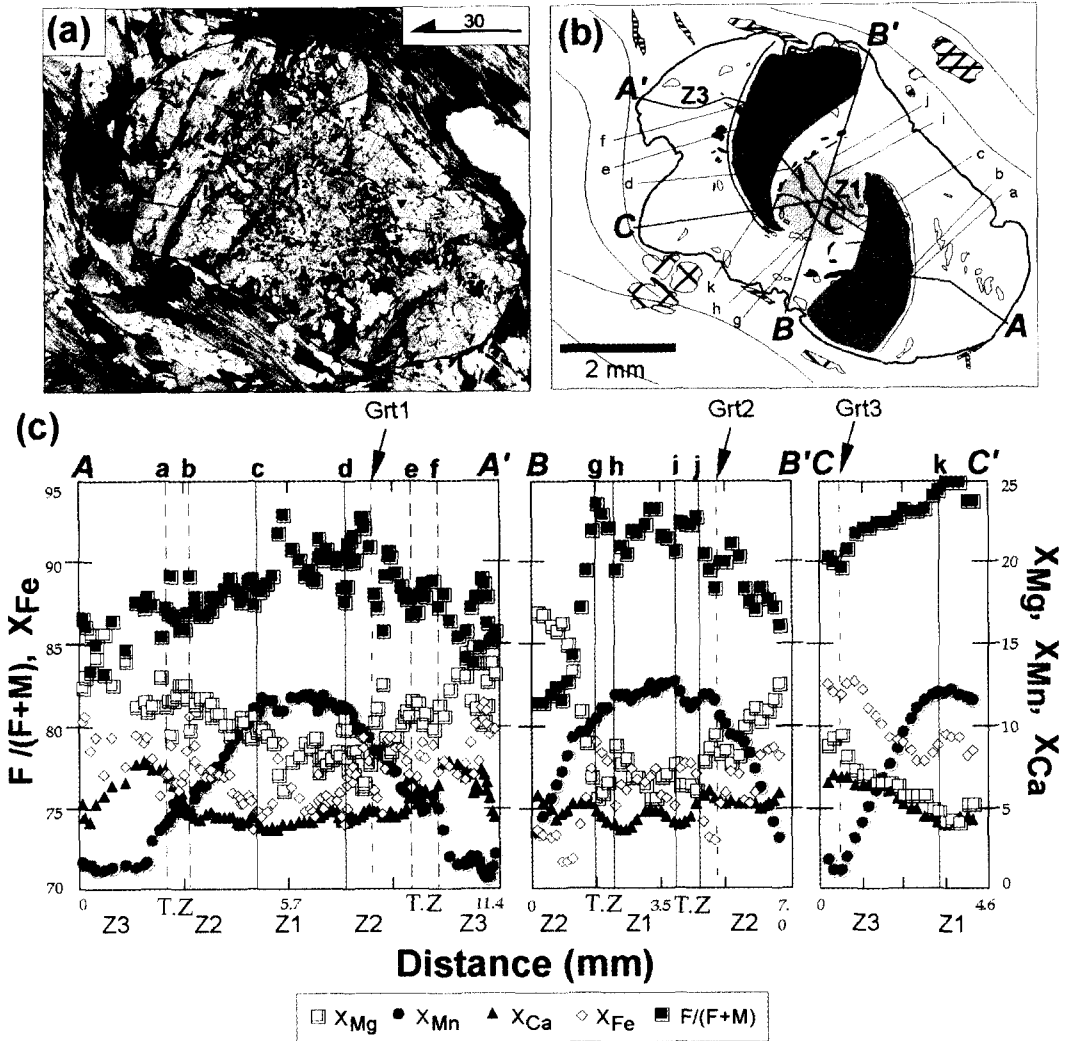 (a)
30
(b)
B'
A'
Z3
j
f
i
e
c
d
Z1
b
a
C
k
h
g
B
A
2 mm
(c)
Grt1
Grt2
Grt3
A a b c d e f A'
B g h i j B'
C k C'
95
90
85
80
75
70
25
20
15
10
5
0
F/(F+M), XFe
XMg, XMn, XCa
0 T.Z 5.7 T.Z 11.4
Z3 Z2 Z1 Z2 Z3
0 T.Z 3.5 T.Z 7.0
Z2 Z1 Z2
0 4.6
Z3 Z1
Distance (mm)
XMg XMn XCa XFe F/(F+M)